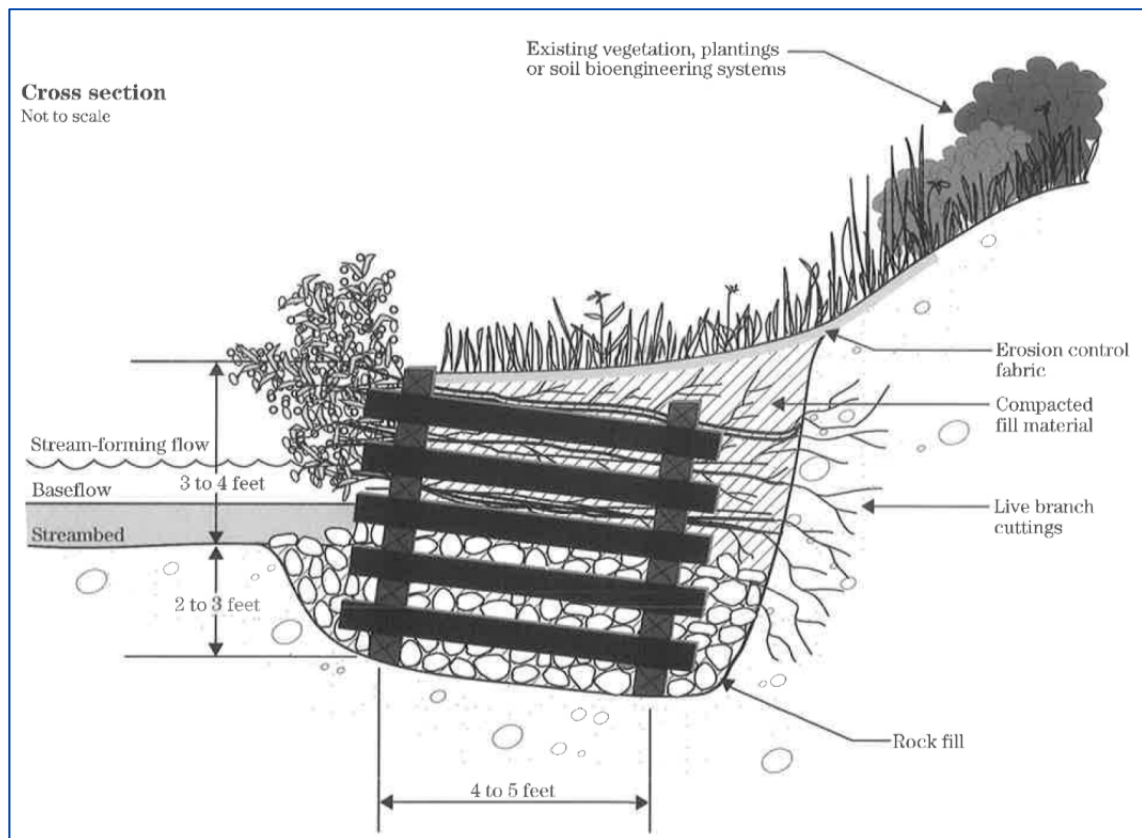 Existing vegetation, plantings
or soil bioengineering systems
Cross section
Not to scale
Erosion control
fabric
Compacted
fill material
Stream-forming flow
3 to 4 feet
Baseflow
Live branch
cuttings
Streambed
2 to 3 feet
Rock fill
4 to 5 feet